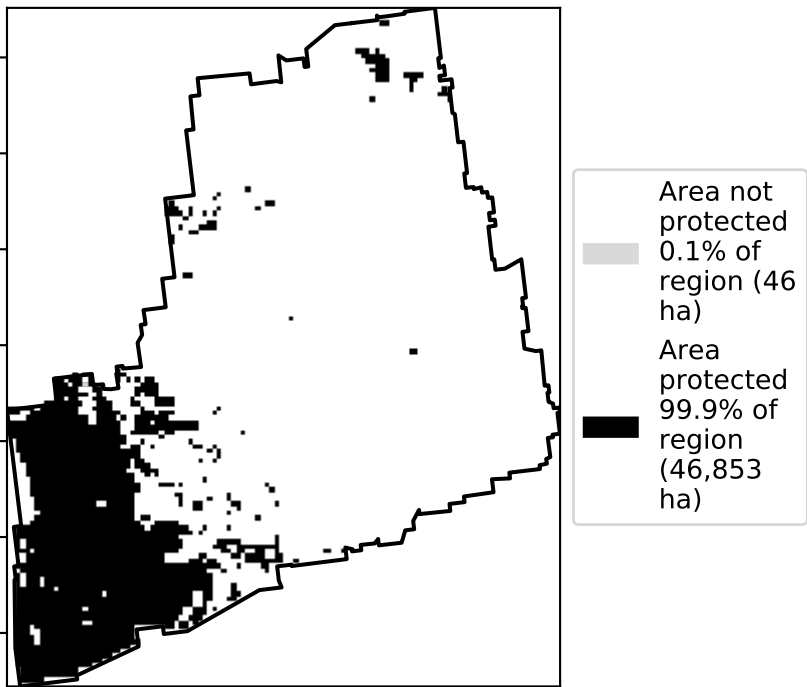 Area not
protected
0.1% of
region (46
ha)
Area
protected
99.9% of
region
(46,853
ha)